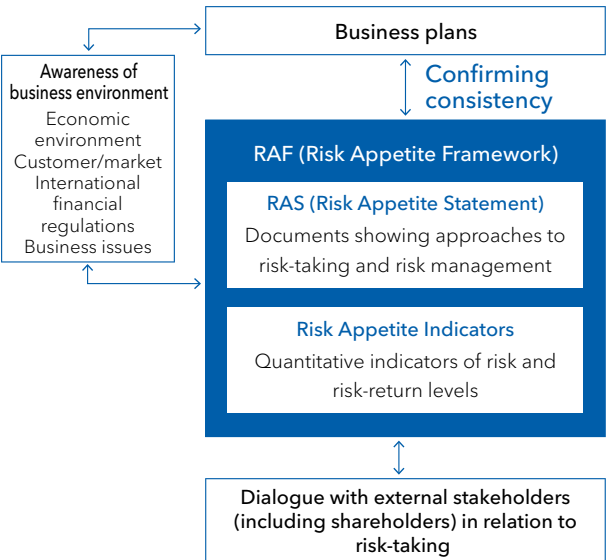 Business plans
Awareness of
business environment
Economic
environment
Customer/market
International
financial
regulations
Business issues
Confirming
consistency
RAF (Risk Appetite Framework)
RAS (Risk Appetite Statement)
Documents showing approaches to
risk-taking and risk management
Risk Appetite Indicators
Quantitative indicators of risk and
risk-return levels
Dialogue with external stakeholders
(including shareholders) in relation to
risk-taking